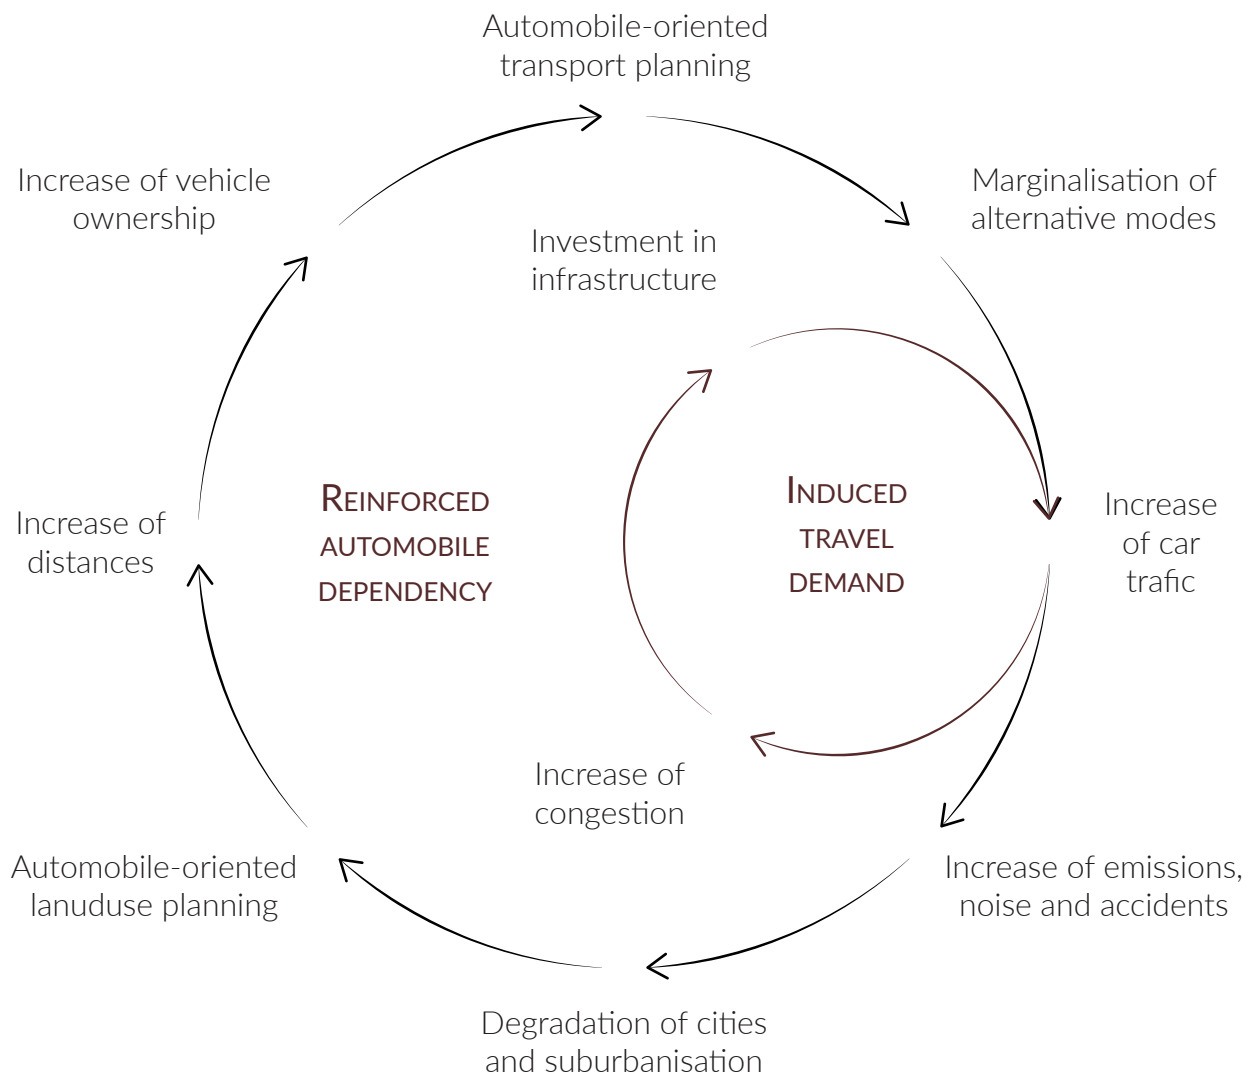 Automobile-oriented
transport planning
Marginalisation of
alternative modes
Increase
of car
trafic
Increase of emissions,
noise and accidents
Degradation of cities
and suburbanisation
Automobile-oriented
lanuduse planning
Increase of
distances
Increase of vehicle
ownership
Investment in
infrastructure
Increase of
congestion
REINFORCED
AUTOMOBILE
DEPENDENCY
INDUCED
TRAVEL
DEMAND